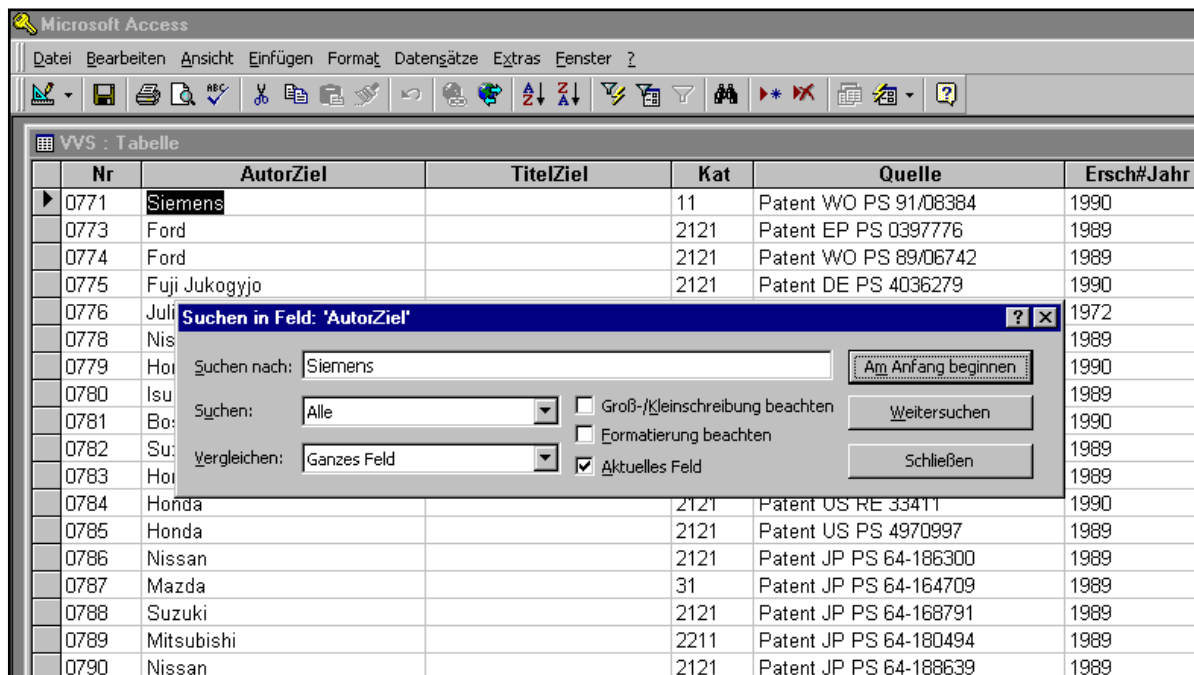 Microsoft Access
Datei Bearbeiten Ansicht Einfügen Format Datensätze Extras Fenster ?
VVS : Tabelle
Nr AutorZiel TitelZiel Kat Quelle Ersch#Jahr
0771 Siemens 11 Patent WO PS 91/08384 1990
0773 Ford 2121 Patent EP PS 0397776 1989
0774 Ford 2121 Patent WO PS 89/06742 1989
0775 Fuji Jukogyjo 2121 Patent DE PS 4036279 1990
0776 Juli 1972
Suchen in Feld: 'AutorZiel'
0778 Nis 1989
0779 Hon 1990
Suchen nach: Siemens Am Anfang beginnen
0780 Isu 1989
Suchen: Alle Groß-/Kleinschreibung beachten Weitersuchen
0781 Bos 1990
Formatierung beachten
0782 Suz 1989
Vergleichen: Ganzes Feld Aktuelles Feld Schließen
0783 Hon 1989
0784 Honda 2121 Patent US RE 33411 1990
0785 Honda 2121 Patent US PS 4970997 1989
0786 Nissan 2121 Patent JP PS 64-186300 1989
0787 Mazda 31 Patent JP PS 64-164709 1989
0788 Suzuki 2121 Patent JP PS 64-168791 1989
0789 Mitsubishi 2211 Patent JP PS 64-180494 1989
0790 Nissan 2121 Patent JP PS 64-188639 1989